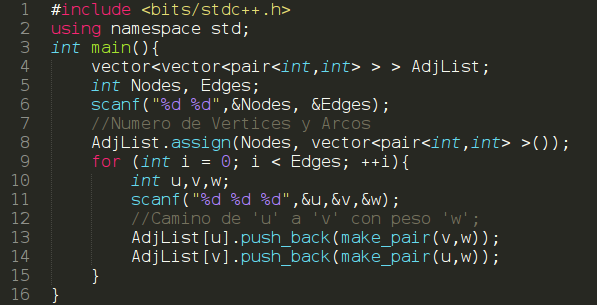 1 #include <bits/stdc++.h>
2 using namespace std;
3 int main(){
4 vector<vector<pair<int,int> > > AdjList;
5 int Nodes, Edges;
6 scanf("%d %d",&Nodes, &Edges);
7 //Numero de Vertices y Arcos
8 AdjList.assign(Nodes, vector<pair<int,int> >());
9 for (int i = 0; i < Edges; ++i){
10 int u,v,w;
11 scanf("%d %d %d",&u,&v,&w);
12 //Camino de 'u' a 'v' con peso 'w';
13 AdjList[u].push_back(make_pair(v,w));
14 AdjList[v].push_back(make_pair(u,w));
15 }
16 }